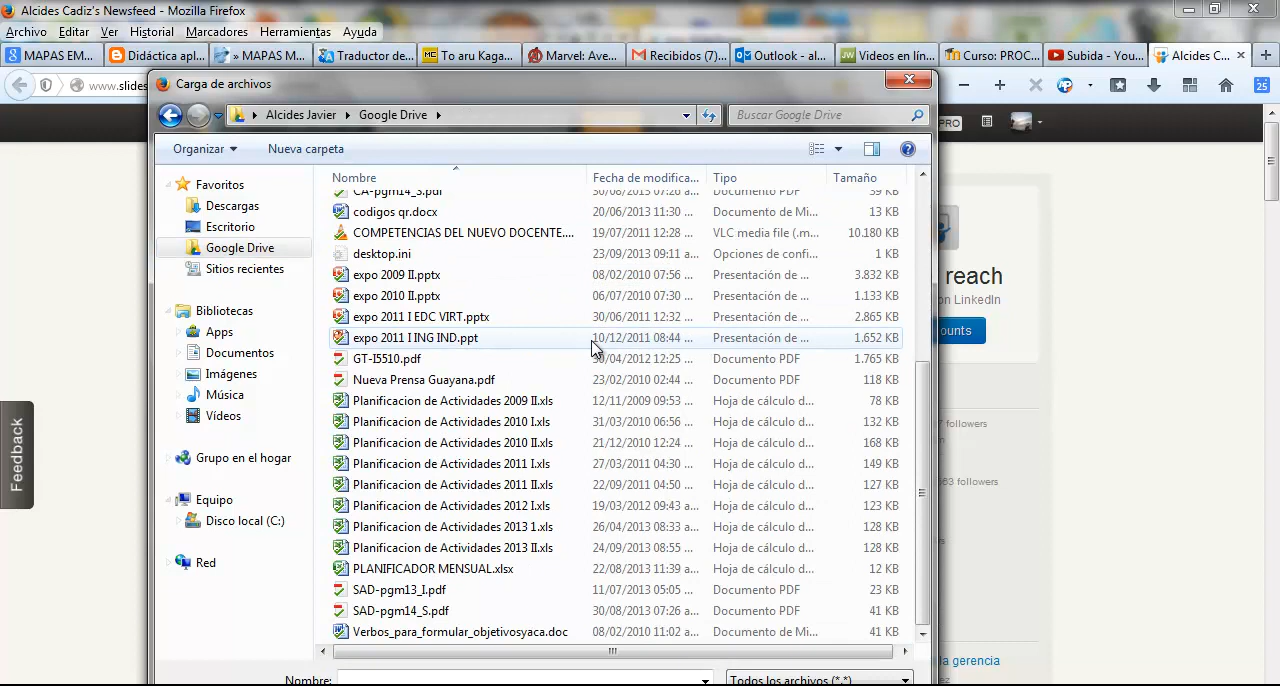 Alcides Cadiz's Newsfeed - Mozilla Firefox
Archivo Editar Ver Historial Marcadores Herramientas Ayuda
MAPAS EM... Didáctica apl... » MAPAS M... Traductor de... To aru Kaga... Marvel: Ave... Recibidos (7)... Outlook - al... Videos en lín... Curso: PROC... Subida - You... Alcides C...
www.slides
Carga de archivos
Alcides Javier Google Drive
Buscar Google Drive
PRO
25
Organizar Nueva carpeta
Nombre Fecha de modifica... Tipo Tamaño
Favoritos
Descargas
Escritorio
Google Drive
Sitios recientes
Bibliotecas
Apps
Documentos
Imágenes
Música
Vídeos
Grupo en el hogar
Equipo
Disco local (C:)
Red
CA-pgm14_S.pdf 30/08/2013 07:26 a... Documento PDF 39 KB
codigos qr.docx 20/06/2013 11:30 ... Documento de Mi... 13 KB
COMPETENCIAS DEL NUEVO DOCENTE.... 19/07/2011 12:28 ... VLC media file (.m... 10.180 KB
desktop.ini 23/09/2013 09:11 a... Opciones de confi... 1 KB
expo 2009 II.pptx 08/02/2010 07:56 ... Presentación de ... 3.832 KB
expo 2010 II.pptx 06/07/2010 07:30 ... Presentación de ... 1.133 KB
expo 2011 I EDC VIRT.pptx 30/06/2011 12:32 ... Presentación de ... 2.865 KB
expo 2011 I ING IND.ppt 10/12/2011 08:44 ... Presentación de ... 1.652 KB
GT-I5510.pdf 30/04/2012 12:25 ... Documento PDF 1.765 KB
Nueva Prensa Guayana.pdf 23/02/2010 02:44 ... Documento PDF 118 KB
Planificacion de Actividades 2009 II.xls 12/11/2009 09:53 ... Hoja de cálculo d... 78 KB
Planificacion de Actividades 2010 I.xls 31/03/2010 06:56 ... Hoja de cálculo d... 132 KB
Planificacion de Actividades 2010 II.xls 21/12/2010 12:24 ... Hoja de cálculo d... 168 KB
Planificacion de Actividades 2011 I.xls 27/03/2011 04:30 ... Hoja de cálculo d... 149 KB
Planificacion de Actividades 2011 II.xls 22/09/2011 04:50 ... Hoja de cálculo d... 127 KB
Planificacion de Actividades 2012 I.xls 19/03/2012 09:43 a... Hoja de cálculo d... 123 KB
Planificacion de Actividades 2013 1.xls 26/04/2013 08:33 a... Hoja de cálculo d... 128 KB
Planificacion de Actividades 2013 II.xls 24/09/2013 08:55 ... Hoja de cálculo d... 128 KB
PLANIFICADOR MENSUAL.xlsx 22/08/2013 11:39 a... Hoja de cálculo d... 12 KB
SAD-pgm13_I.pdf 11/07/2013 05:05 ... Documento PDF 23 KB
SAD-pgm14_S.pdf 30/08/2013 07:26 a... Documento PDF 41 KB
Verbos_para_formular_objetivosyaca.doc 08/02/2010 11:02 a... Documento de Mi... 41 KB
Nombre: Todos los archivos (*.*)
Feedback
reach
on LinkedIn
ounts
followers
63 followers
la gerencia